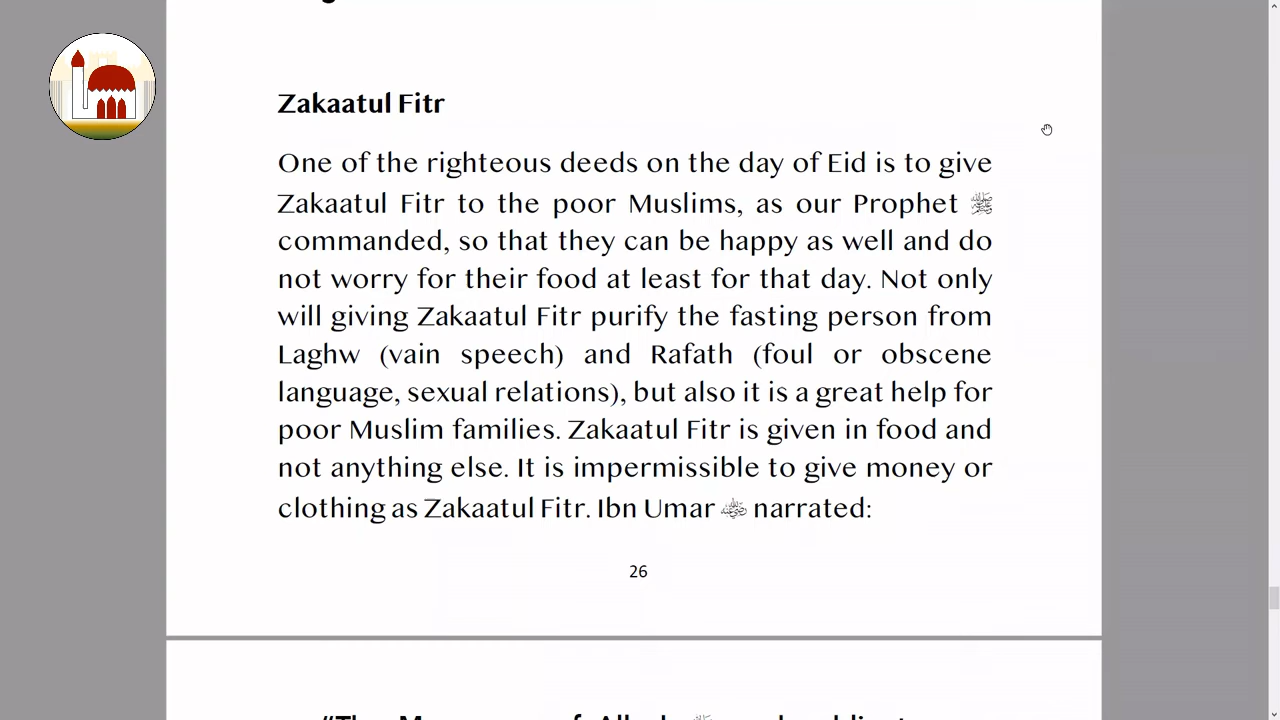 Zakaatul Fitr
One of the righteous deeds on the day of Eid is to give
Zakaatul Fitr to the poor Muslims, as our Prophet ﷺ
commanded, so that they can be happy as well and do
not worry for their food at least for that day. Not only
will giving Zakaatul Fitr purify the fasting person from
Laghw (vain speech) and Rafath (foul or obscene
language, sexual relations), but also it is a great help for
poor Muslim families. Zakaatul Fitr is given in food and
not anything else. It is impermissible to give money or
clothing as Zakaatul Fitr. Ibn Umar narrated:
26